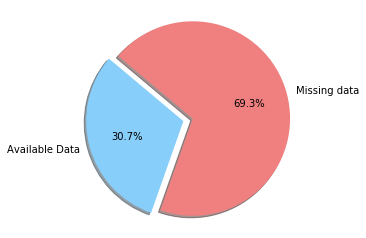 Missing data
69.3%
30.7%
Available Data